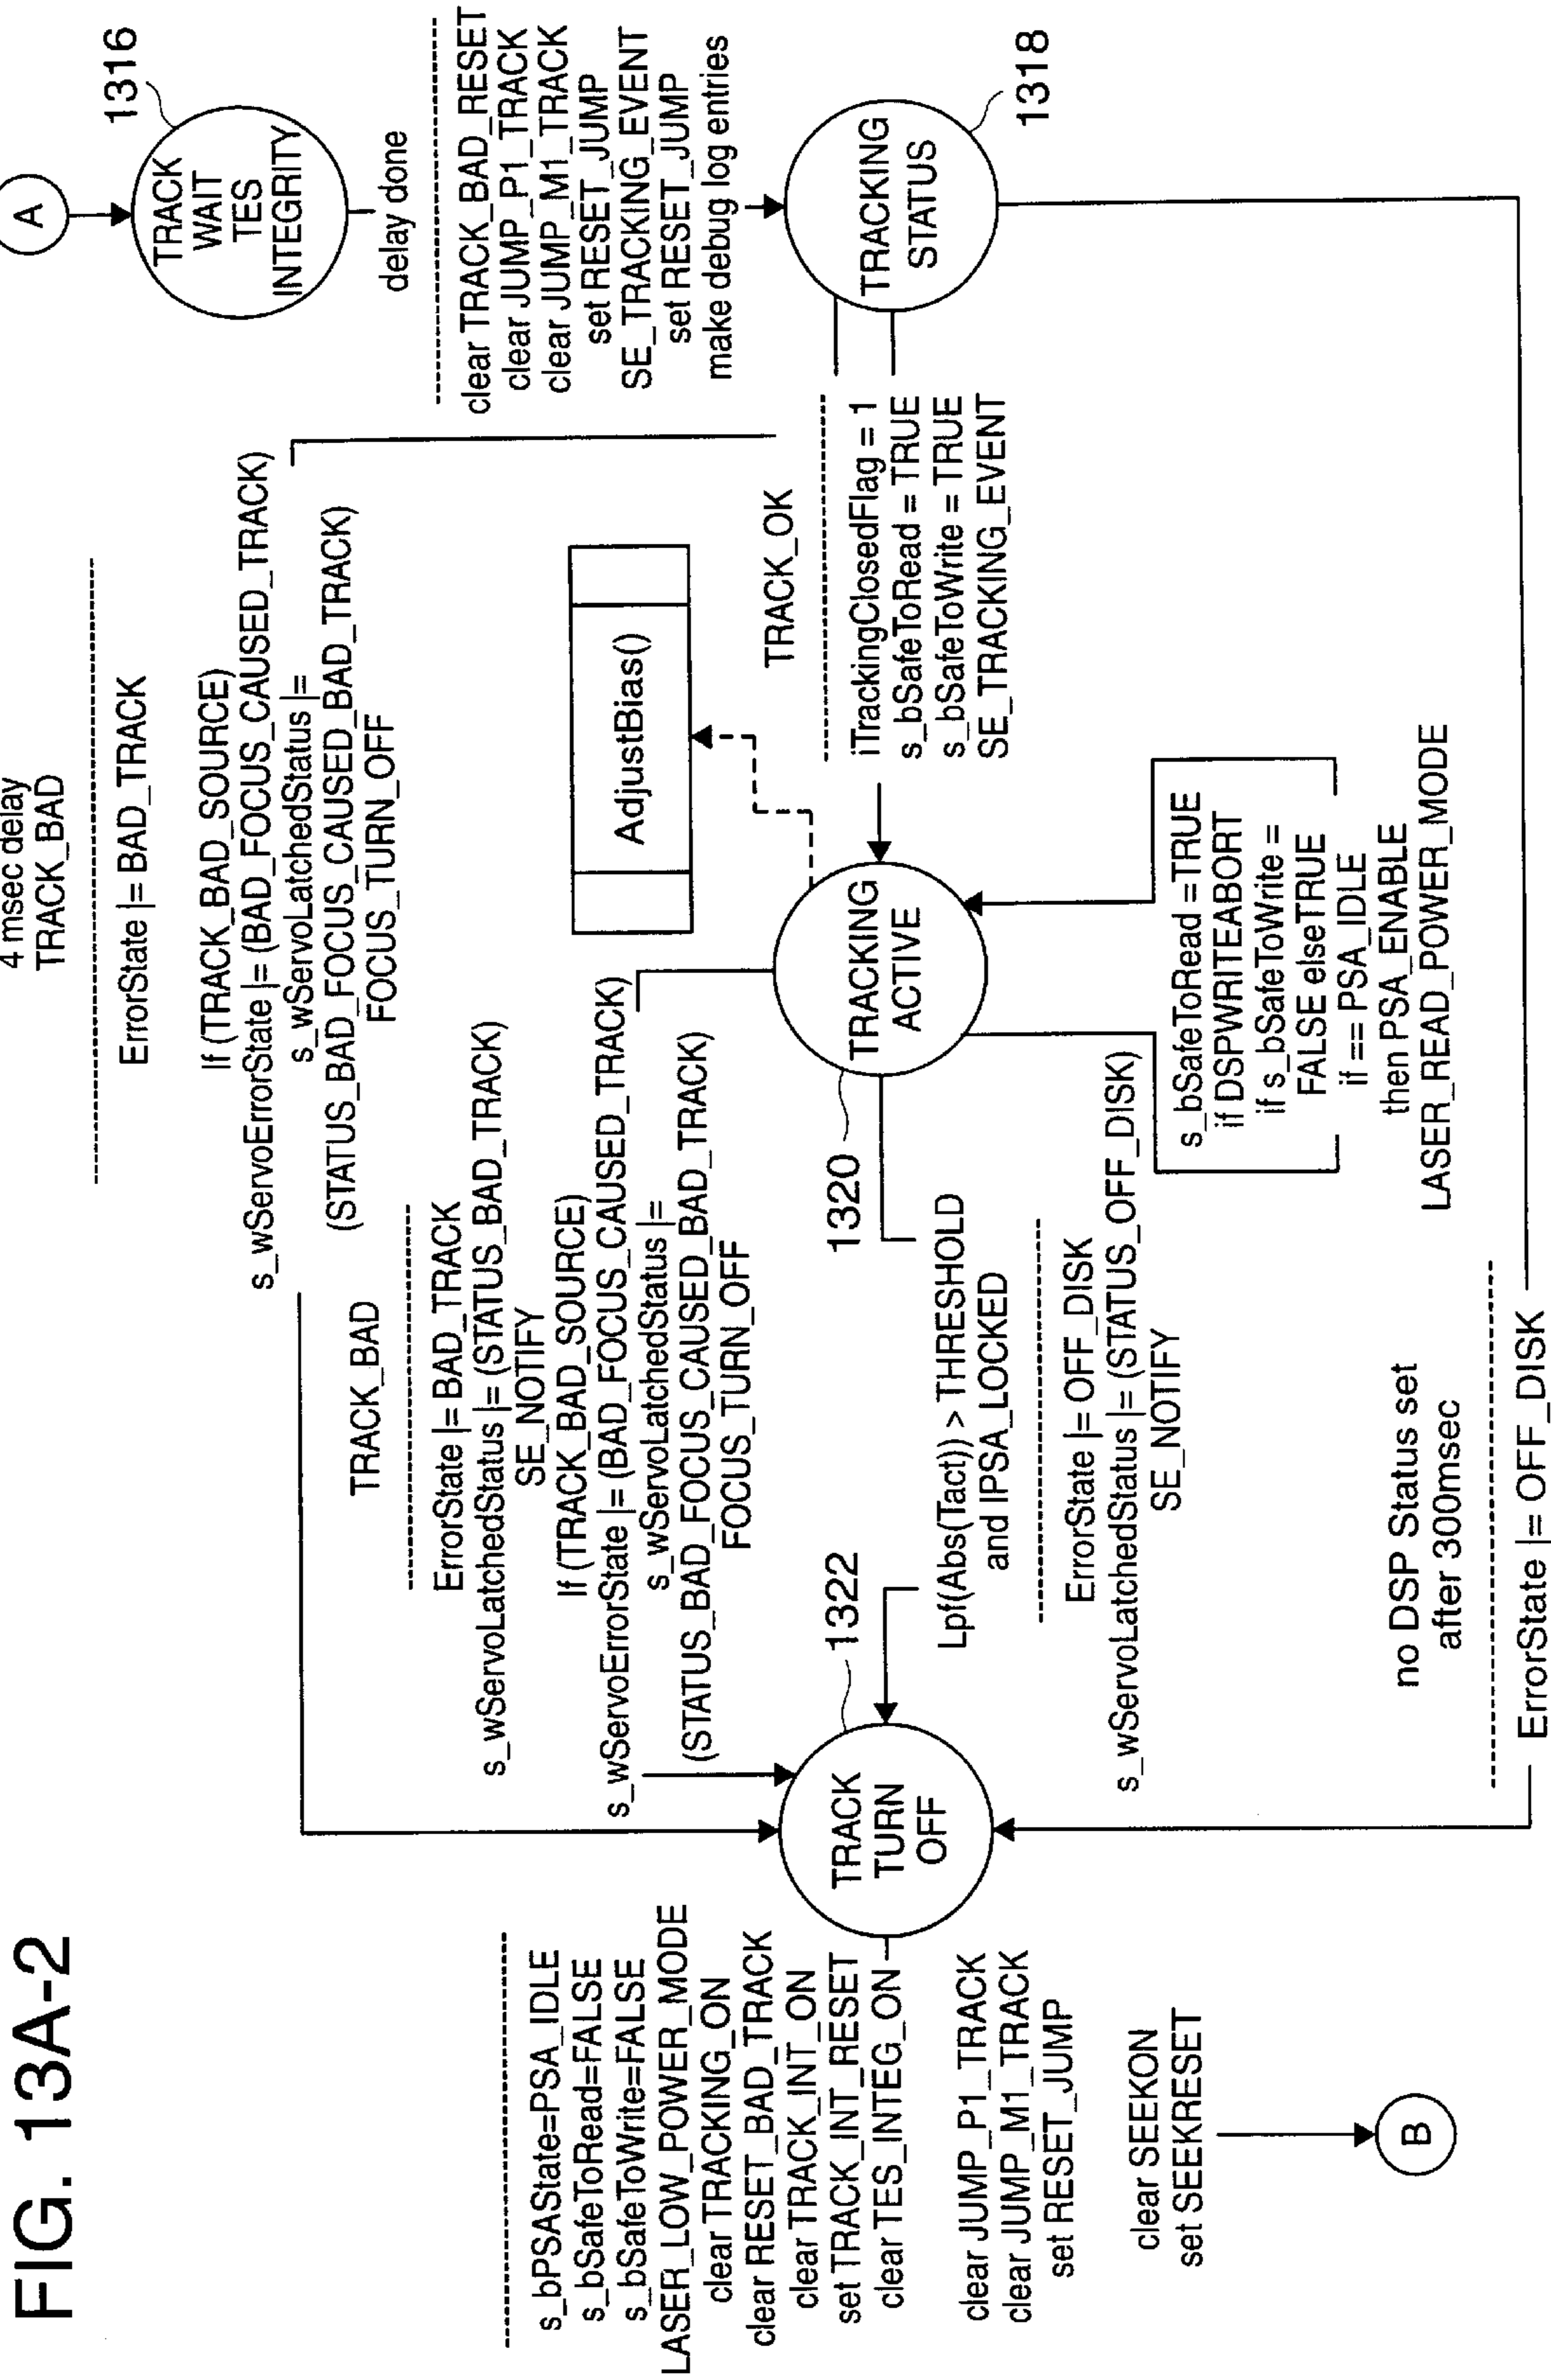 FIG. 13A-2
A
TRACK
WAIT
TES
INTEGRITY
1316
delay done
clear TRACK_BAD_RESET
clear JUMP_P1_TRACK
clear JUMP_M1_TRACK
set RESET_JUMP
SE_TRACKING_EVENT
set RESET_JUMP
make debug log entries
TRACKING
STATUS
1318
4 msec delay
TRACK_BAD
ErrorState |= BAD_TRACK
If (TRACK_BAD_SOURCE)
s_wServoErrorState |= (BAD_FOCUS_CAUSED_TRACK)
s_wServoLatchedStatus |=
(STATUS_BAD_FOCUS_CAUSED_BAD_TRACK)
FOCUS_TURN_OFF
TRACK_OK
iTrackingClosedFlag = 1
s_bSafeToRead = TRUE
s_bSafeToWrite = TRUE
SE_TRACKING_EVENT
AdjustBias()
TRACKING
ACTIVE
1320
s_bSafeToRead =TRUE
if DSPWRITEABORT
if s_bSafeToWrite =
FALSE elseTRUE
if == PSA_IDLE
then PSA_ENABLE
LASER_READ_POWER_MODE
TRACK_BAD
ErrorState |= BAD_TRACK
s_wServoLatchedStatus |= (STATUS_BAD_TRACK)
SE_NOTIFY
If (TRACK_BAD_SOURCE)
s_wServoErrorState |= (BAD_FOCUS_CAUSED_TRACK)
s_wServoLatchedStatus |=
(STATUS_BAD_FOCUS_CAUSED_BAD_TRACK)
FOCUS_TURN_OFF
Lpf(Abs(Tact)) > THRESHOLD
and IPSA_LOCKED
ErrorState |= OFF_DISK
s_wServoLatchedStatus |= (STATUS_OFF_DISK)
SE_NOTIFY
no DSP Status set
after 300msec
ErrorState |= OFF_DISK
1322
TRACK
TURN
OFF
s_bPSAState=PSA_IDLE
s_bSafeToRead=FALSE
s_bSafeToWrite=FALSE
LASER_LOW_POWER_MODE
clear TRACKING_ON
clear RESET_BAD_TRACK
clear TRACK_INT_ON
set TRACK_INT_RESET
clear TES_INTEG_ON
clear JUMP_P1_TRACK
clear JUMP_M1_TRACK
set RESET_JUMP
clear SEEKON
set SEEKRESET
B